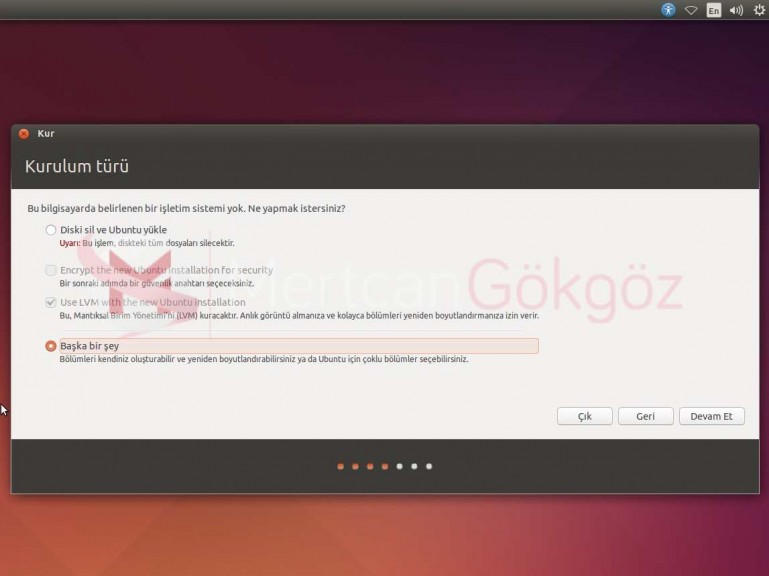 En
Kur
Kurulum türü
Bu bilgisayarda belirlenen bir işletim sistemi yok. Ne yapmak istersiniz?
Diski sil ve Ubuntu yükle
Uyarı: Bu işlem, diskteki tüm dosyaları silecektir.
Encrypt the new Ubuntu installation for security
Bir sonraki adımda bir güvenlik anahtarı seçeceksiniz.
MertcanGökgöz
Use LVM with the new Ubuntu installation
Bu, Mantıksal Birim Yönetimi'ni (LVM) kuracaktır. Anlık görüntü almanıza ve kolayca bölümleri yeniden boyutlandırmanıza izin verir.
Başka bir şey
Bölümleri kendiniz oluşturabilir ve yeniden boyutlandırabilirsiniz ya da Ubuntu için çoklu bölümler seçebilirsiniz.
Çık
Geri
Devam Et